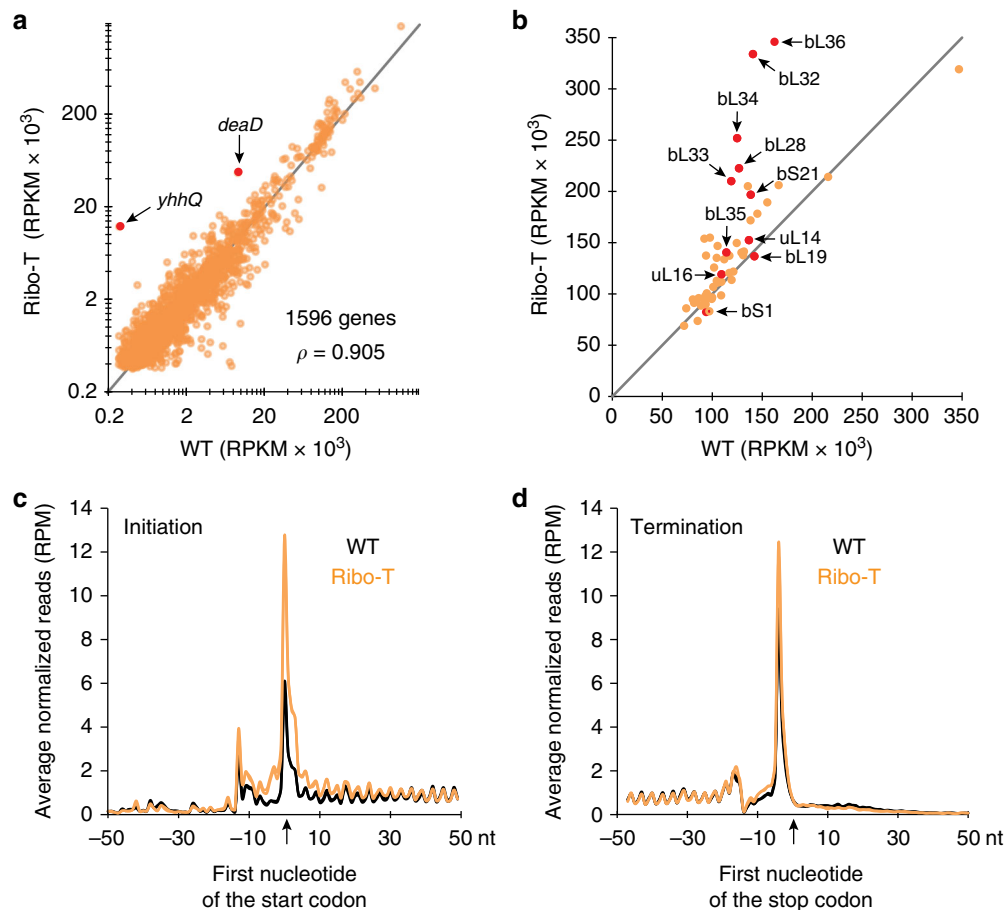 a
Ribo-T (RPKM × 10³)
200
20
2
0.2
deaD
yhhQ
1596 genes
ρ = 0.905
0.2 2 20 200
WT (RPKM × 10³)
b
Ribo-T (RPKM × 10³)
350
300
250
200
150
100
50
0
bL36
bL32
bL34
bL28
bL33
bS21
bL35
uL14
bL19
uL16
bS1
0 50 100 150 200 250 300 350
WT (RPKM × 10³)
c
Average normalized reads (RPM)
14
12
10
8
6
4
2
0
Initiation
WT
Ribo-T
–50 –30 –10 10 30 50 nt
First nucleotide
of the start codon
d
Average normalized reads (RPM)
14
12
10
8
6
4
2
0
Termination
WT
Ribo-T
–50 –30 –10 10 30 50 nt
First nucleotide
of the stop codon